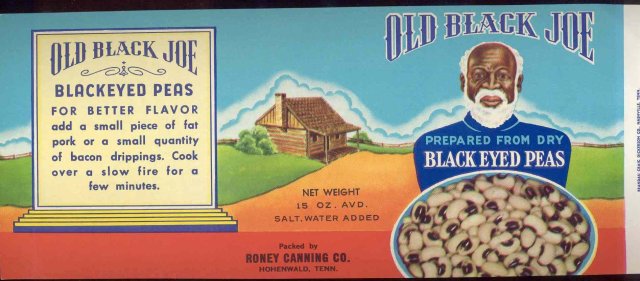 OLD BLACK JOE
BLACKEYED PEAS
FOR BETTER FLAVOR
add a small piece of fat
pork or a small quantity
of bacon drippings. Cook
over a slow fire for a
few minutes.
NET WEIGHT
15 OZ. AVD.
SALT, WATER ADDED
Packed by
RONEY CANNING CO.
HOHENWALD, TENN.
OLD BLACK JOE
PREPARED FROM DRY
BLACK EYED PEAS